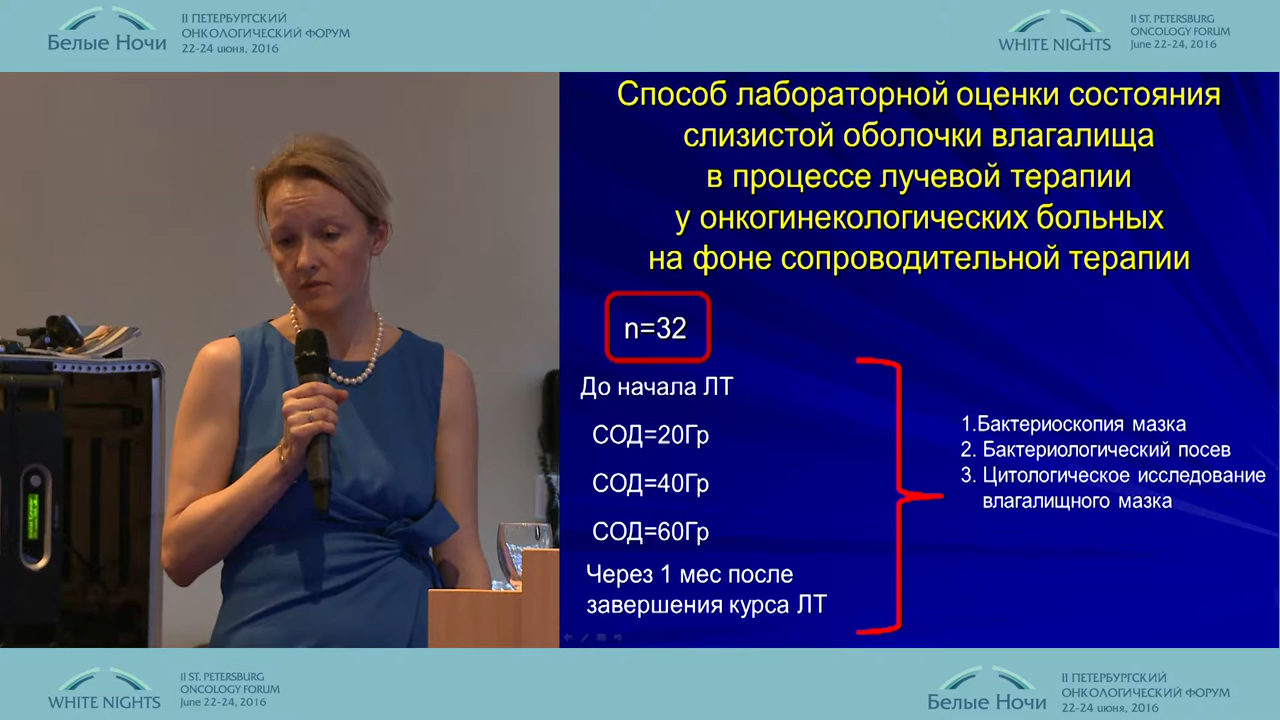 Белые Ночи
II ПЕТЕРБУРГСКИЙ
ОНКОЛОГИЧЕСКИЙ ФОРУМ
22-24 июня, 2016
WHITE NIGHTS
II ST. PETERSBURG
ONCOLOGY FORUM
June 22-24, 2016
Способ лабораторной оценки состояния
слизистой оболочки влагалища
в процессе лучевой терапии
у онкогинекологических больных
на фоне сопроводительной терапии
n=32
До начала ЛТ
СОД=20Гр
СОД=40Гр
СОД=60Гр
Через 1 мес после
завершения курса ЛТ
1.Бактериоскопия мазка
2. Бактериологический посев
3. Цитологическое исследование
влагалищного мазка
WHITE NIGHTS
II ST. PETERSBURG
ONCOLOGY FORUM
June 22-24, 2016
Белые Ночи
II ПЕТЕРБУРГСКИЙ
ОНКОЛОГИЧЕСКИЙ ФОРУМ
22-24 июня, 2016